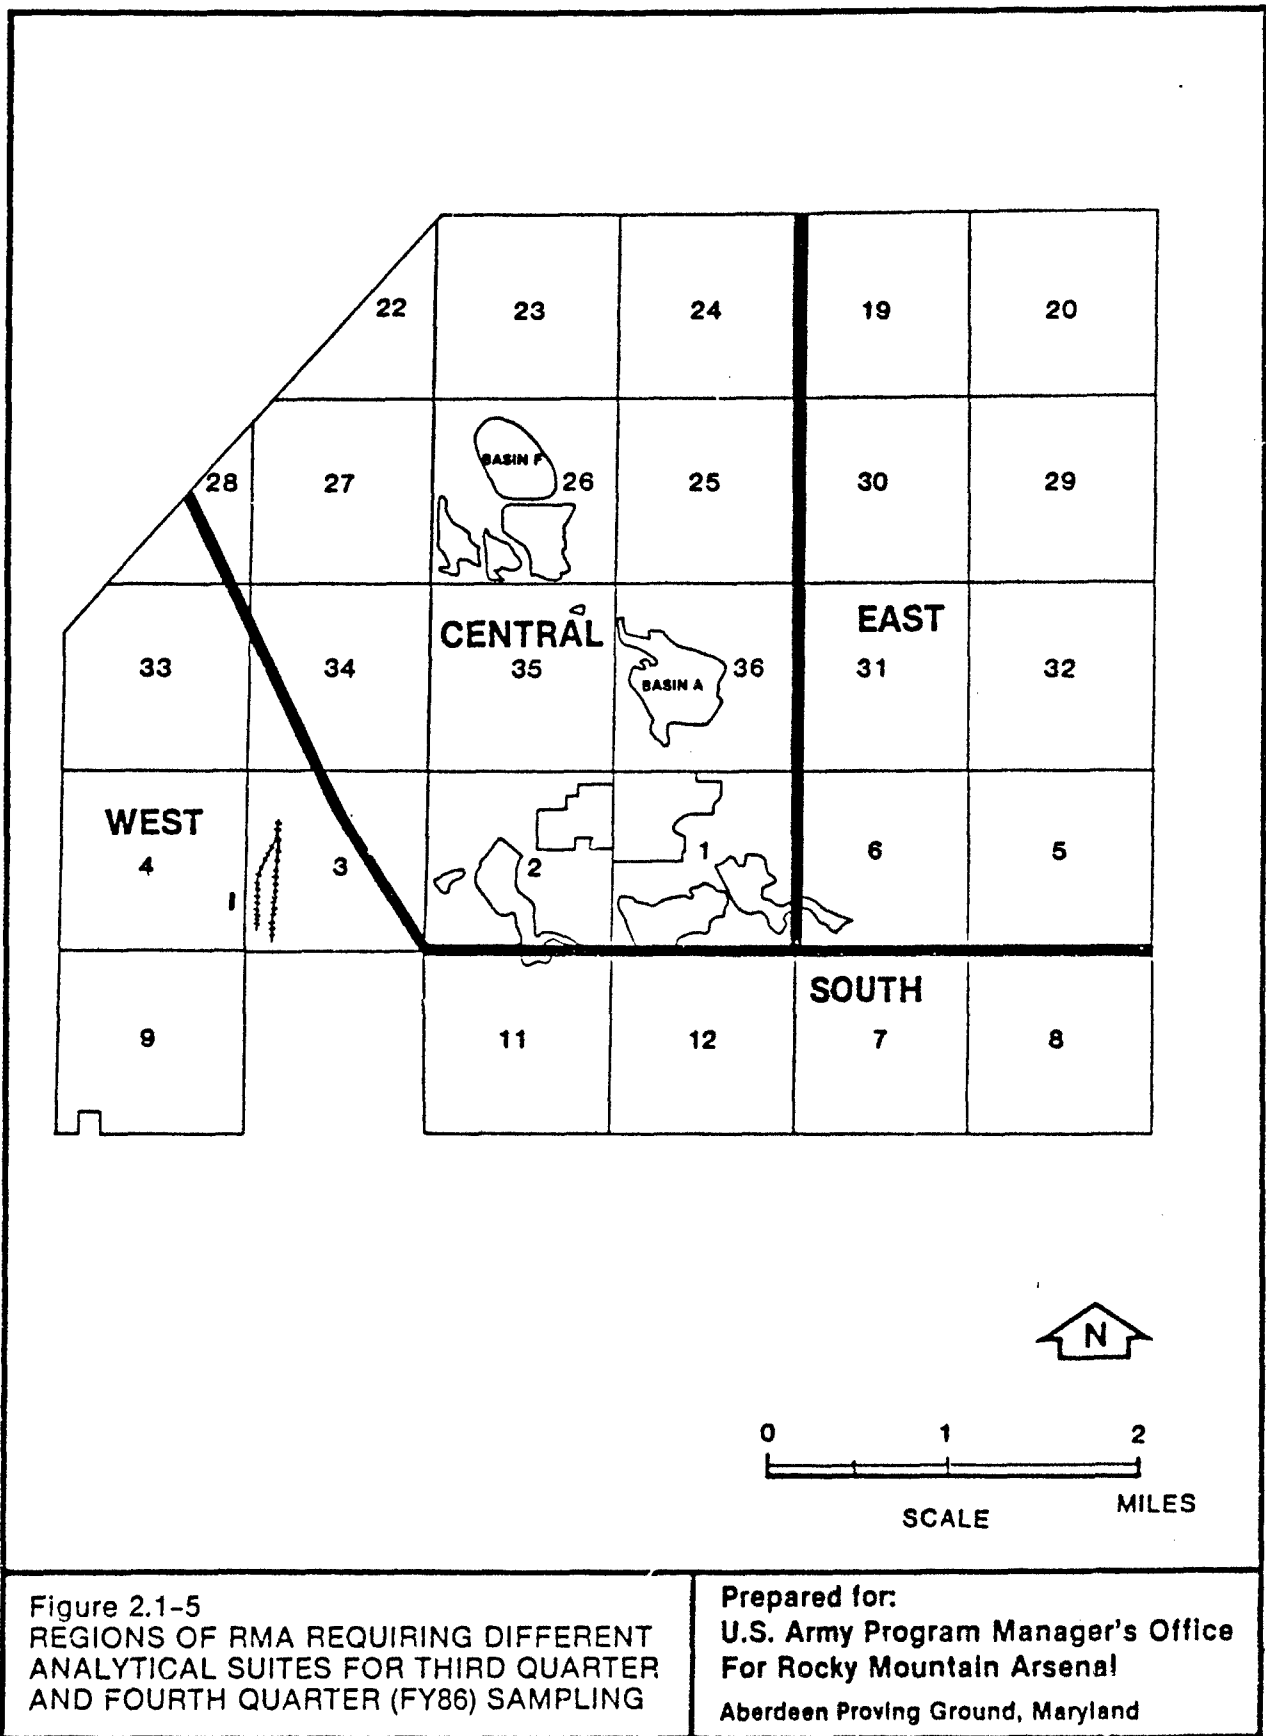 22
23
24
19
20
BASIN F
28
27
26
25
30
29
CENTRAL
EAST
33
34
35
BASIN A
36
31
32
WEST
4
3
2
1
6
5
SOUTH
9
11
12
7
8
N
0 1 2
MILES
SCALE
Figure 2.1-5
REGIONS OF RMA REQUIRING DIFFERENT
ANALYTICAL SUITES FOR THIRD QUARTER
AND FOURTH QUARTER (FY86) SAMPLING
Prepared for:
U.S. Army Program Manager's Office
For Rocky Mountain Arsenal
Aberdeen Proving Ground, Maryland